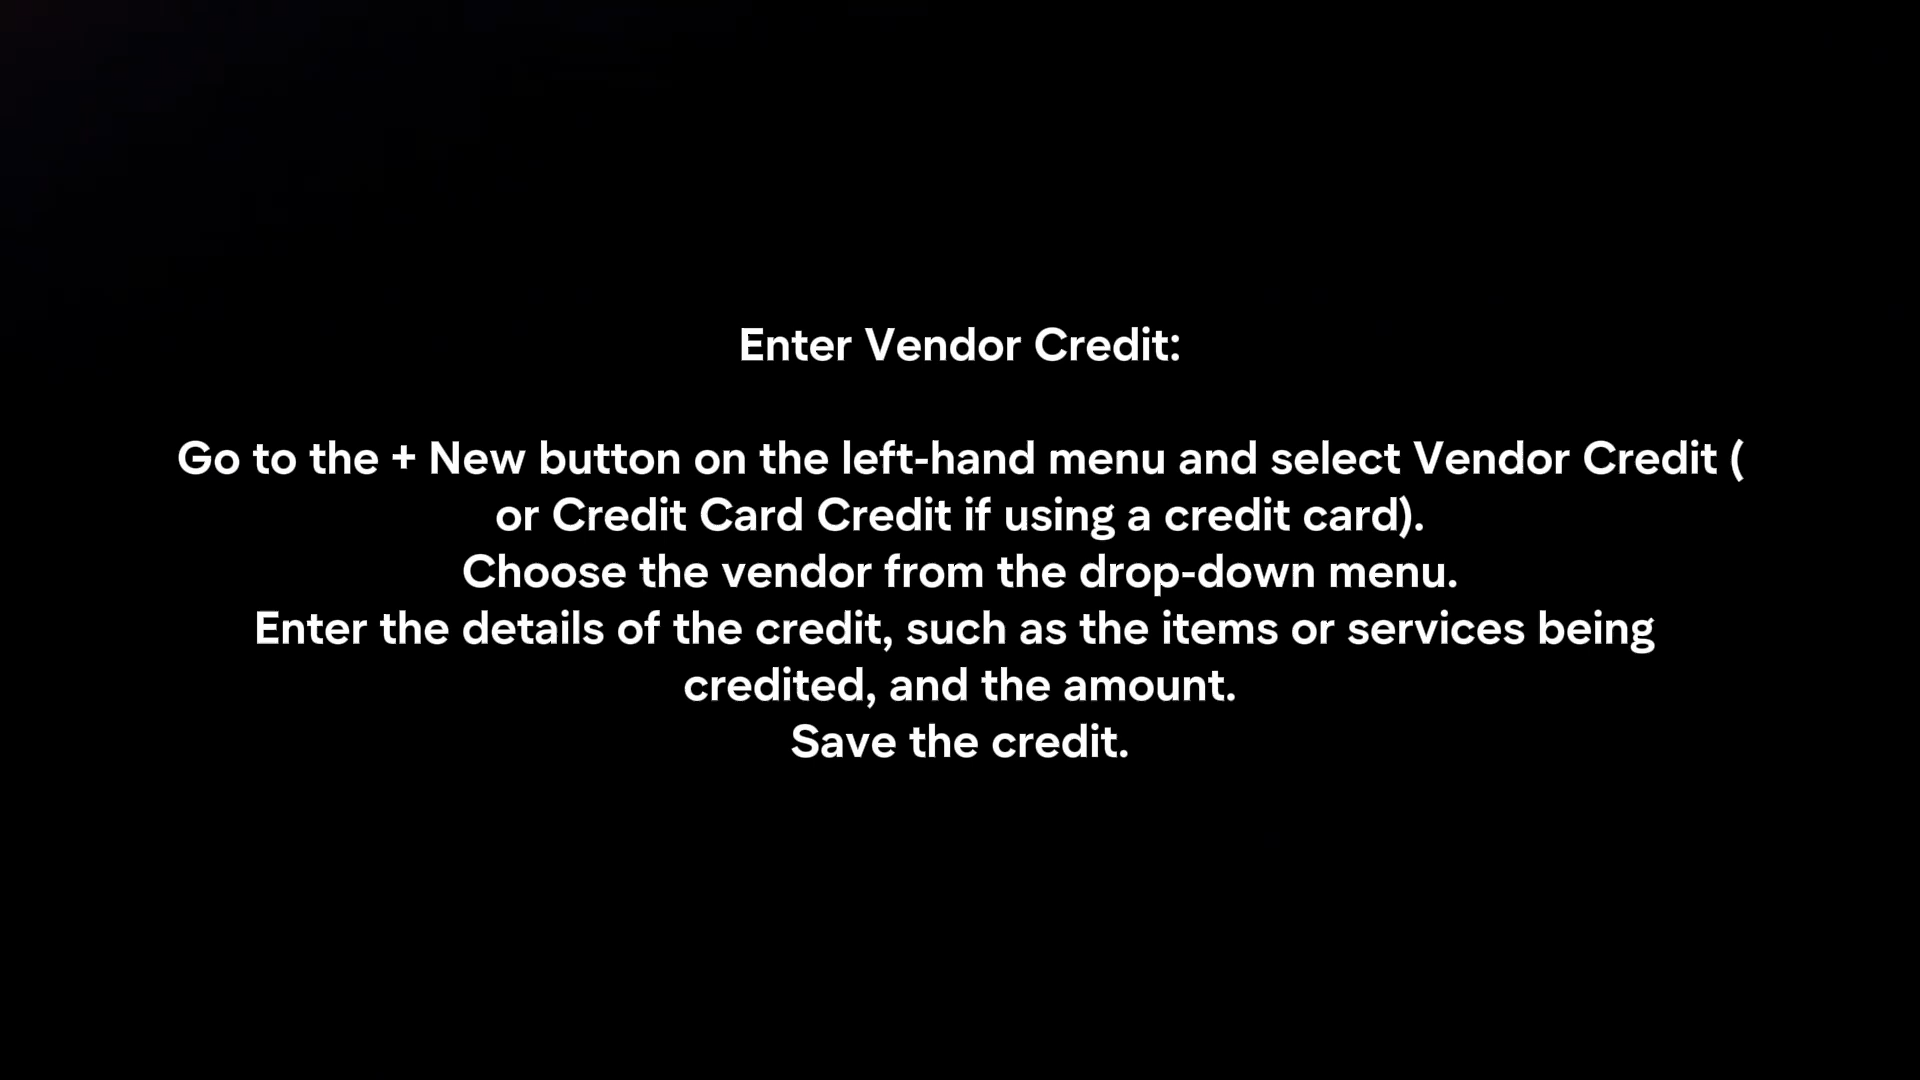 Enter Vendor Credit:
Go to the + New button on the left-hand menu and select Vendor Credit (
or Credit Card Credit if using a credit card).
Choose the vendor from the drop-down menu.
Enter the details of the credit, such as the items or services being
credited, and the amount.
Save the credit.